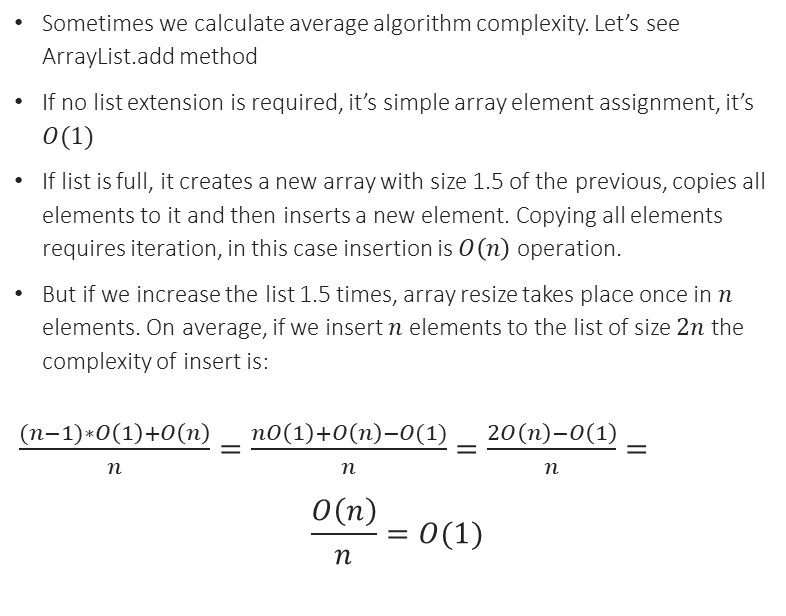 • Sometimes we calculate average algorithm complexity. Let's see
ArrayList.add method
• If no list extension is required, it's simple array element assignment, it's
O(1)
• If list is full, it creates a new array with size 1.5 of the previous, copies all
elements to it and then inserts a new element. Copying all elements
requires iteration, in this case insertion is O(n) operation.
• But if we increase the list 1.5 times, array resize takes place once in n
elements. On average, if we insert n elements to the list of size 2n the
complexity of insert is:
((n−1)∗O(1)+O(n))/n = (nO(1)+O(n)−O(1))/n = (2O(n)−O(1))/n =
O(n)/n = O(1)